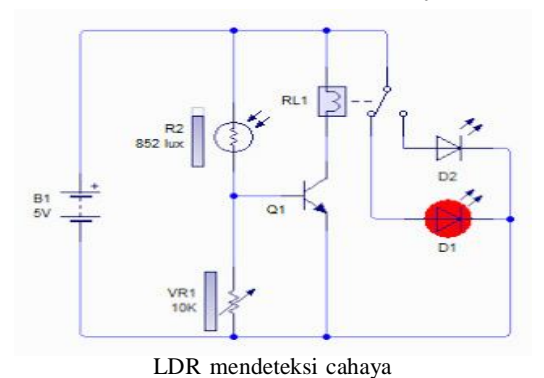 R2
852 lux
RL1
D2
B1
5V
+
Q1
D1
VR1
10K
LDR mendeteksi cahaya